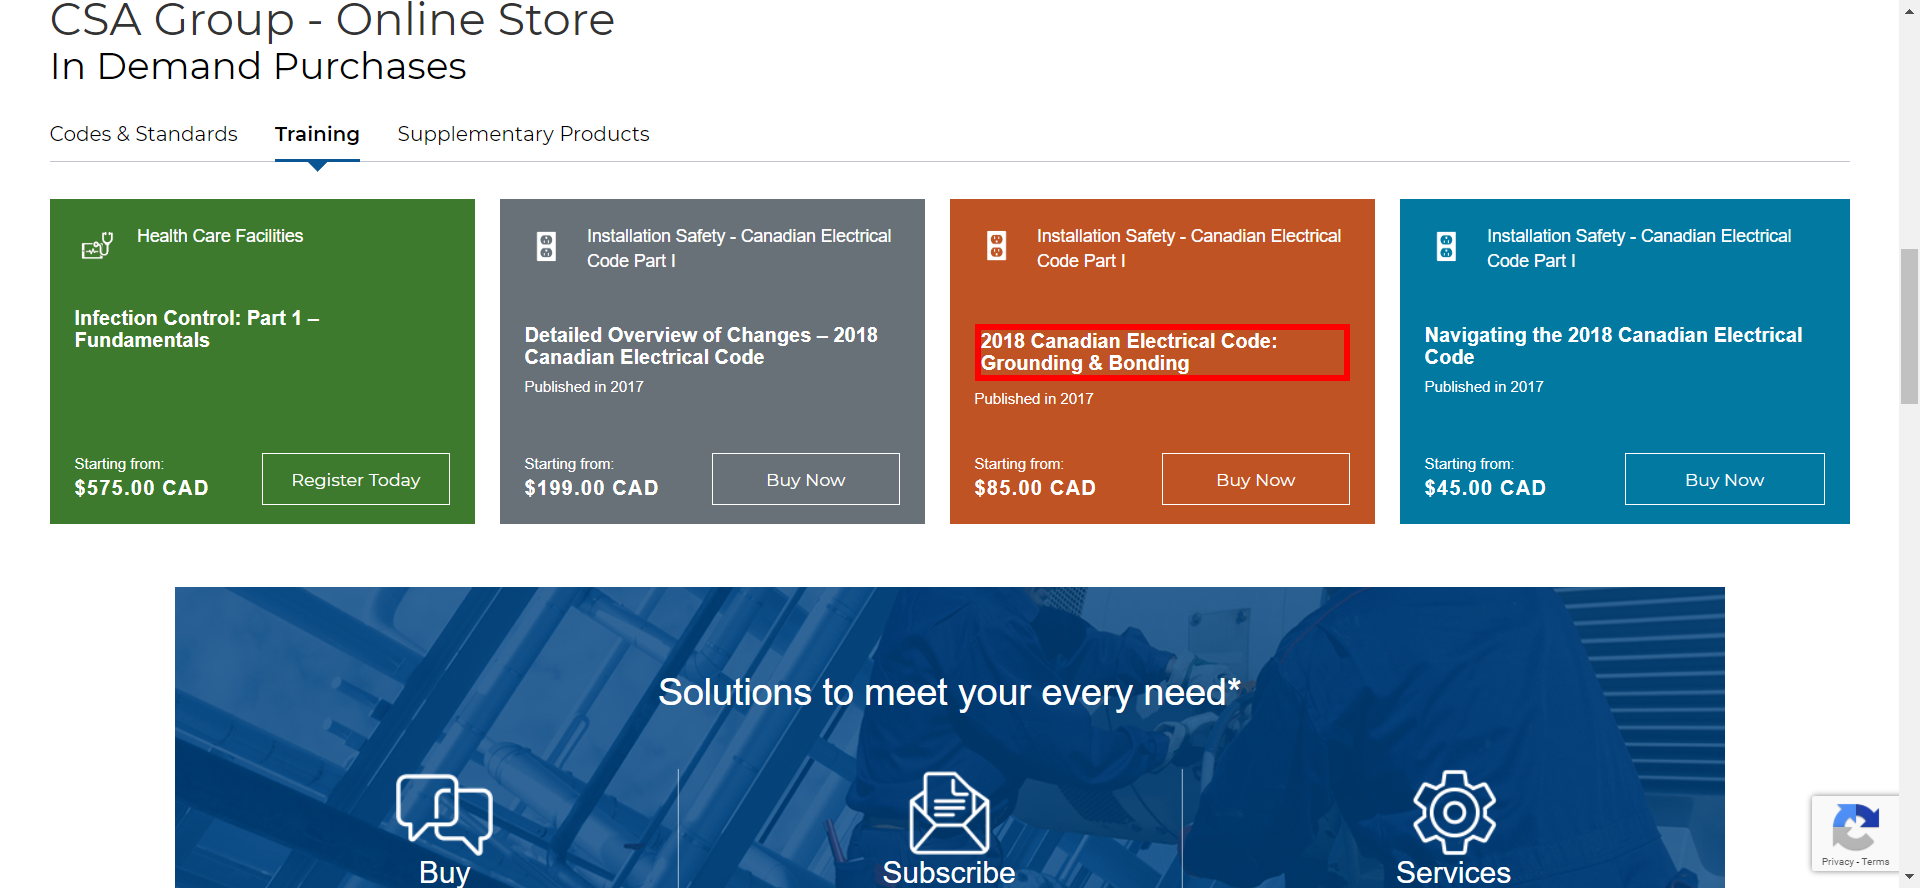 CSA Group - Online Store
In Demand Purchases
Codes & Standards
Training
Supplementary Products
Health Care Facilities
Infection Control: Part 1 –
Fundamentals
Starting from:
$575.00 CAD
Register Today
Installation Safety - Canadian Electrical
Code Part I
Detailed Overview of Changes – 2018
Canadian Electrical Code
Published in 2017
Starting from:
$199.00 CAD
Buy Now
Installation Safety - Canadian Electrical
Code Part I
2018 Canadian Electrical Code:
Grounding & Bonding
Published in 2017
Starting from:
$85.00 CAD
Buy Now
Installation Safety - Canadian Electrical
Code Part I
Navigating the 2018 Canadian Electrical
Code
Published in 2017
Starting from:
$45.00 CAD
Buy Now
Solutions to meet your every need*
Buy
Subscribe
Services
Privacy - Terms